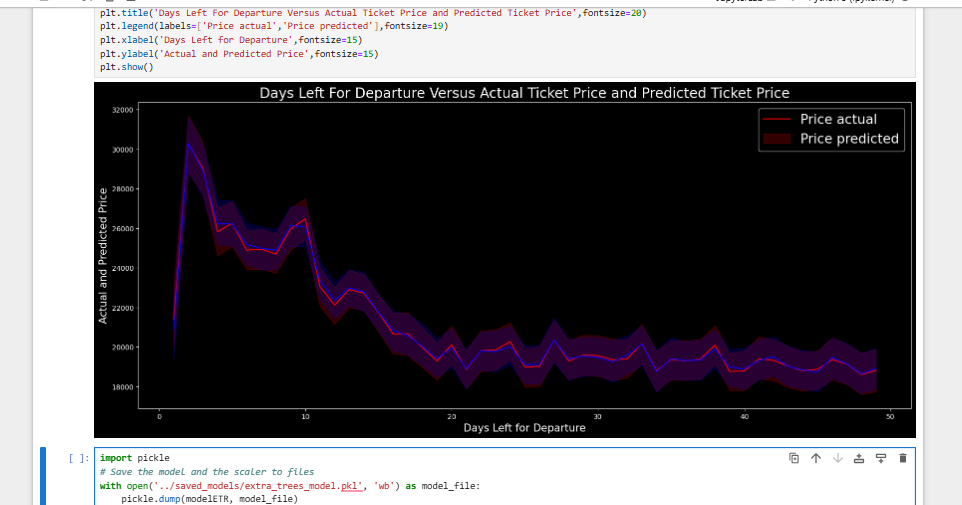 plt.title('Days Left For Departure Versus Actual Ticket Price and Predicted Ticket Price',fontsize=20)
plt.legend(labels=['Price actual','Price predicted'],fontsize=19)
plt.xlabel('Days Left for Departure',fontsize=15)
plt.ylabel('Actual and Predicted Price',fontsize=15)
plt.show()
Days Left For Departure Versus Actual Ticket Price and Predicted Ticket Price
Price actual
Price predicted
Actual and Predicted Price
32000
30000
28000
26000
24000
22000
20000
18000
0 10 20 30 40 50
Days Left for Departure
[ ]: import pickle
# Save the model and the scaler to files
with open('../saved_models/extra_trees_model.pkl', 'wb') as model_file:
    pickle.dump(modelETR, model_file)